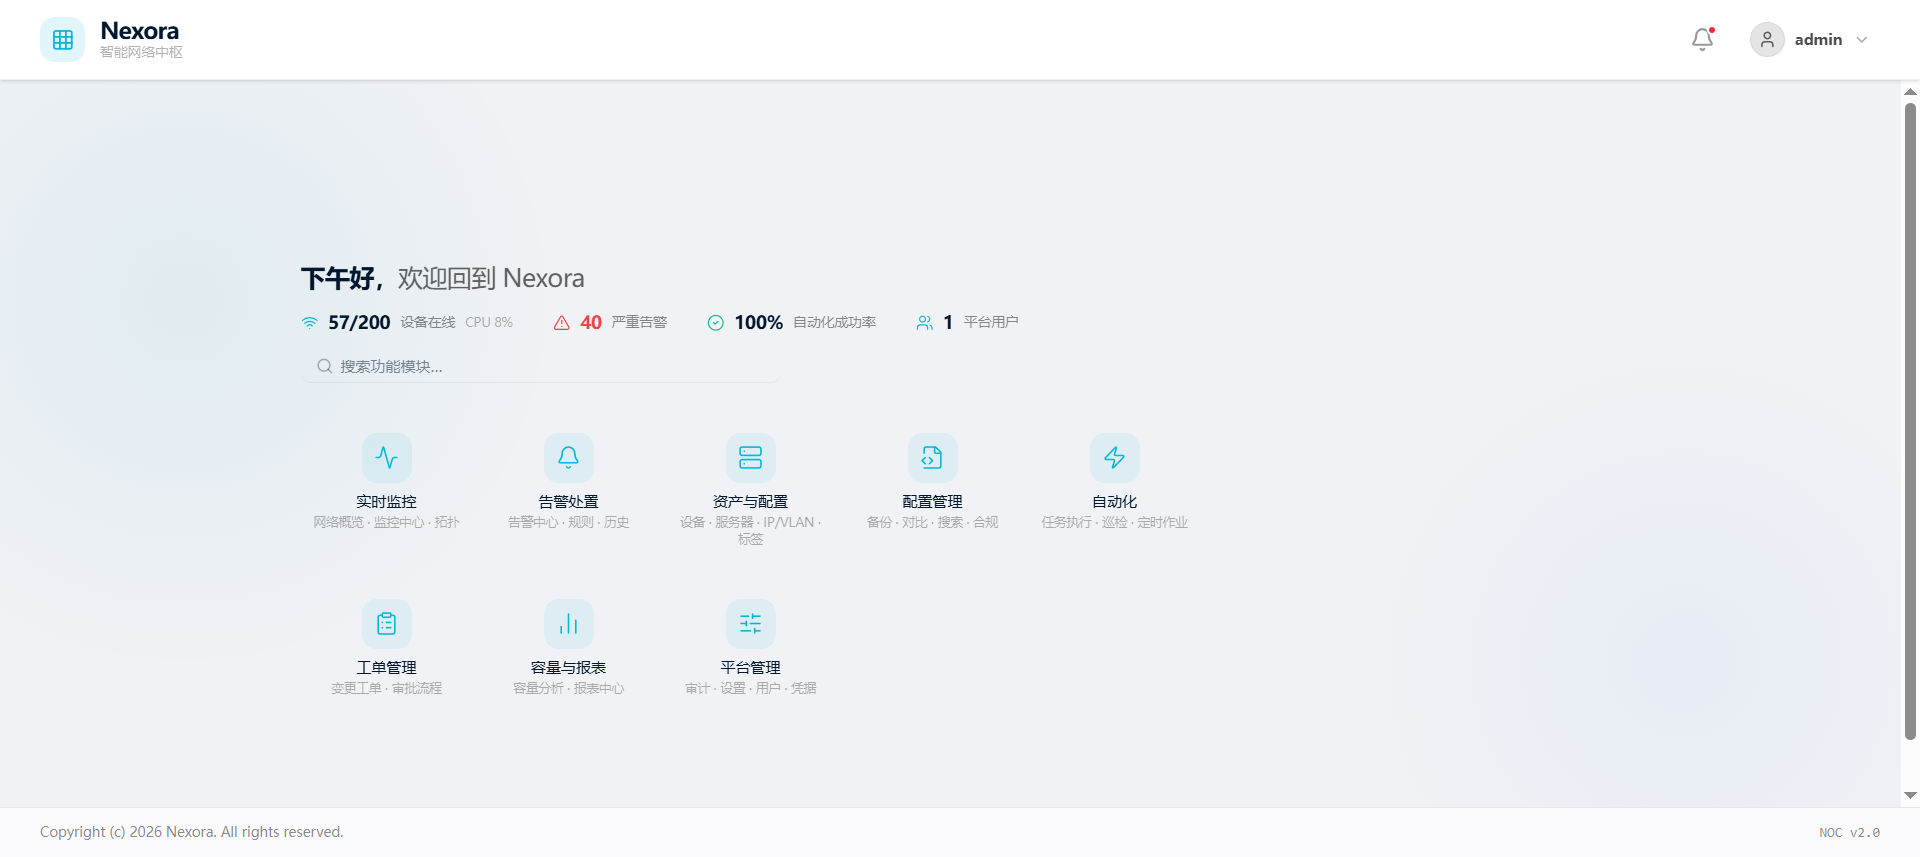 Nexora
智能网络中枢
admin
下午好，欢迎回到 Nexora
57/200 设备在线 CPU 8% 40 严重告警 100% 自动化成功率 1 平台用户
搜索功能模块...
实时监控
网络概览 · 监控中心 · 拓扑
告警处置
告警中心 · 规则 · 历史
资产与配置
设备 · 服务器 · IP/VLAN ·
标签
配置管理
备份 · 对比 · 搜索 · 合规
自动化
任务执行 · 巡检 · 定时作业
工单管理
变更工单 · 审批流程
容量与报表
容量分析 · 报表中心
平台管理
审计 · 设置 · 用户 · 凭据
Copyright (c) 2026 Nexora. All rights reserved.
NOC v2.0